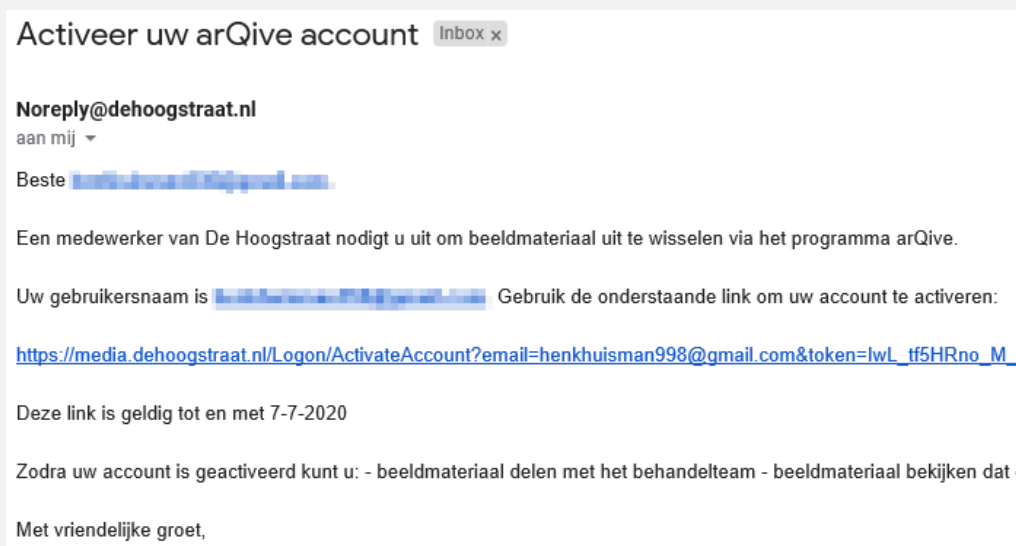 Activeer uw arQive account Inbox x
Noreply@dehoogstraat.nl
aan mij
Beste
Een medewerker van De Hoogstraat nodigt u uit om beeldmateriaal uit te wisselen via het programma arQive.
Uw gebruikersnaam is . Gebruik de onderstaande link om uw account te activeren:
https://media.dehoogstraat.nl/Logon/ActivateAccount?email=henkhuisman998@gmail.com&token=IwL_tf5HRno_M_
Deze link is geldig tot en met 7-7-2020
Zodra uw account is geactiveerd kunt u: - beeldmateriaal delen met het behandelteam - beeldmateriaal bekijken dat
Met vriendelijke groet,